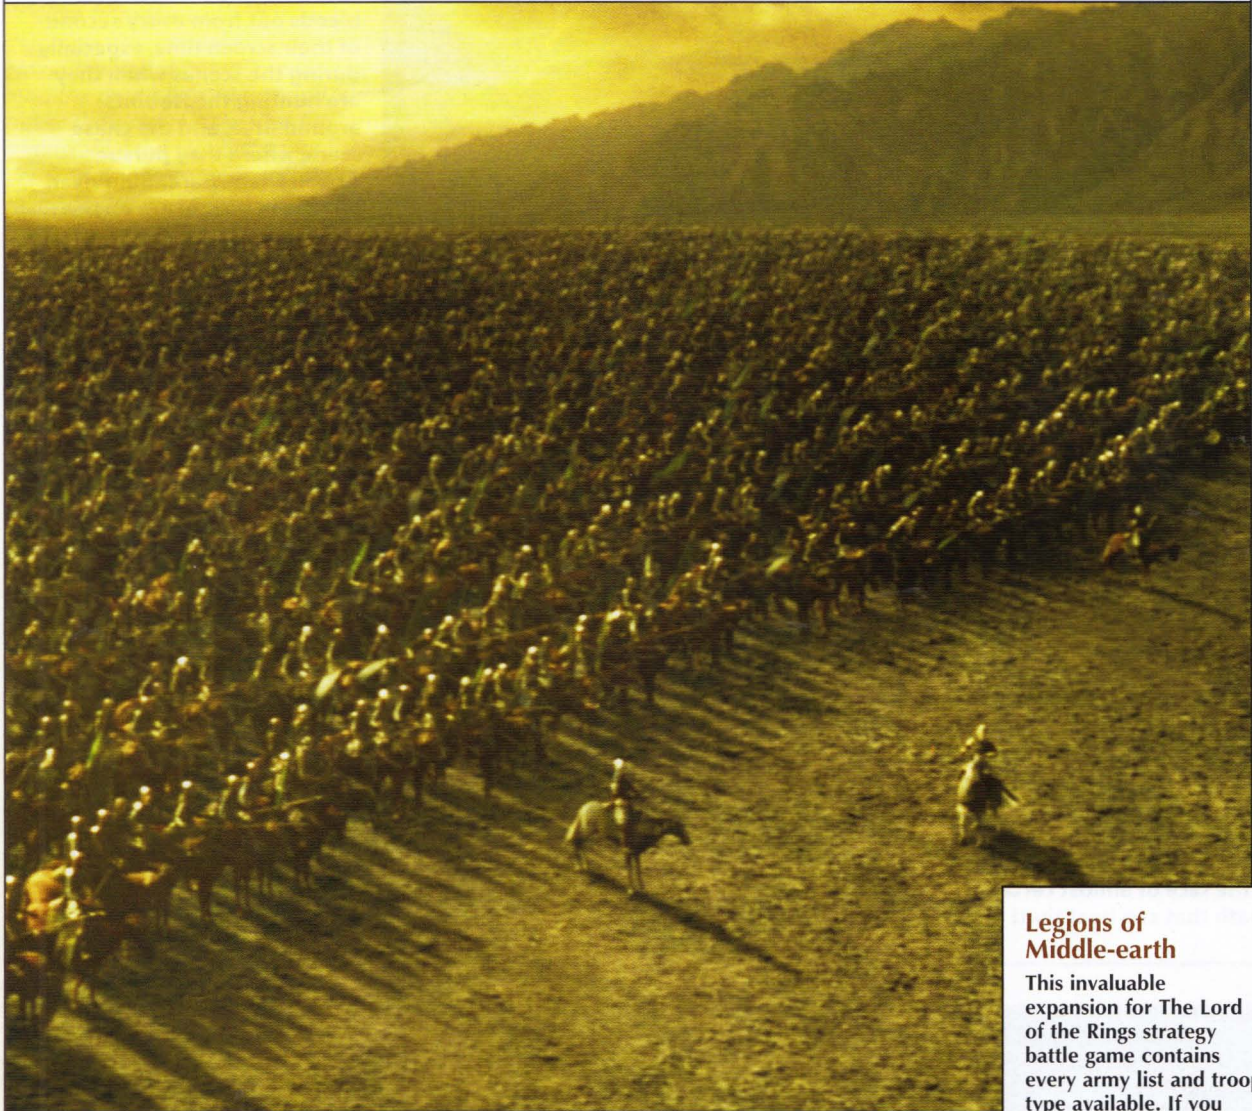 Legions of
Middle-earth
This invaluable
expansion for The Lord
of the Rings strategy
battle game contains
every army list and troop
type available. If you